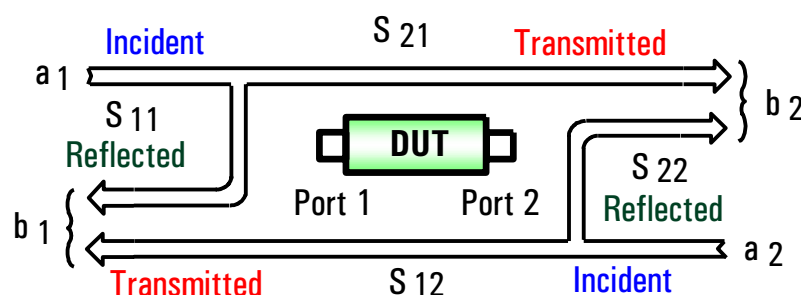 Incident S 21 Transmitted
a 1
b 2
S 11
Reflected
DUT
S 22
Reflected
Port 1 Port 2
b 1
a 2
Transmitted S 12 Incident